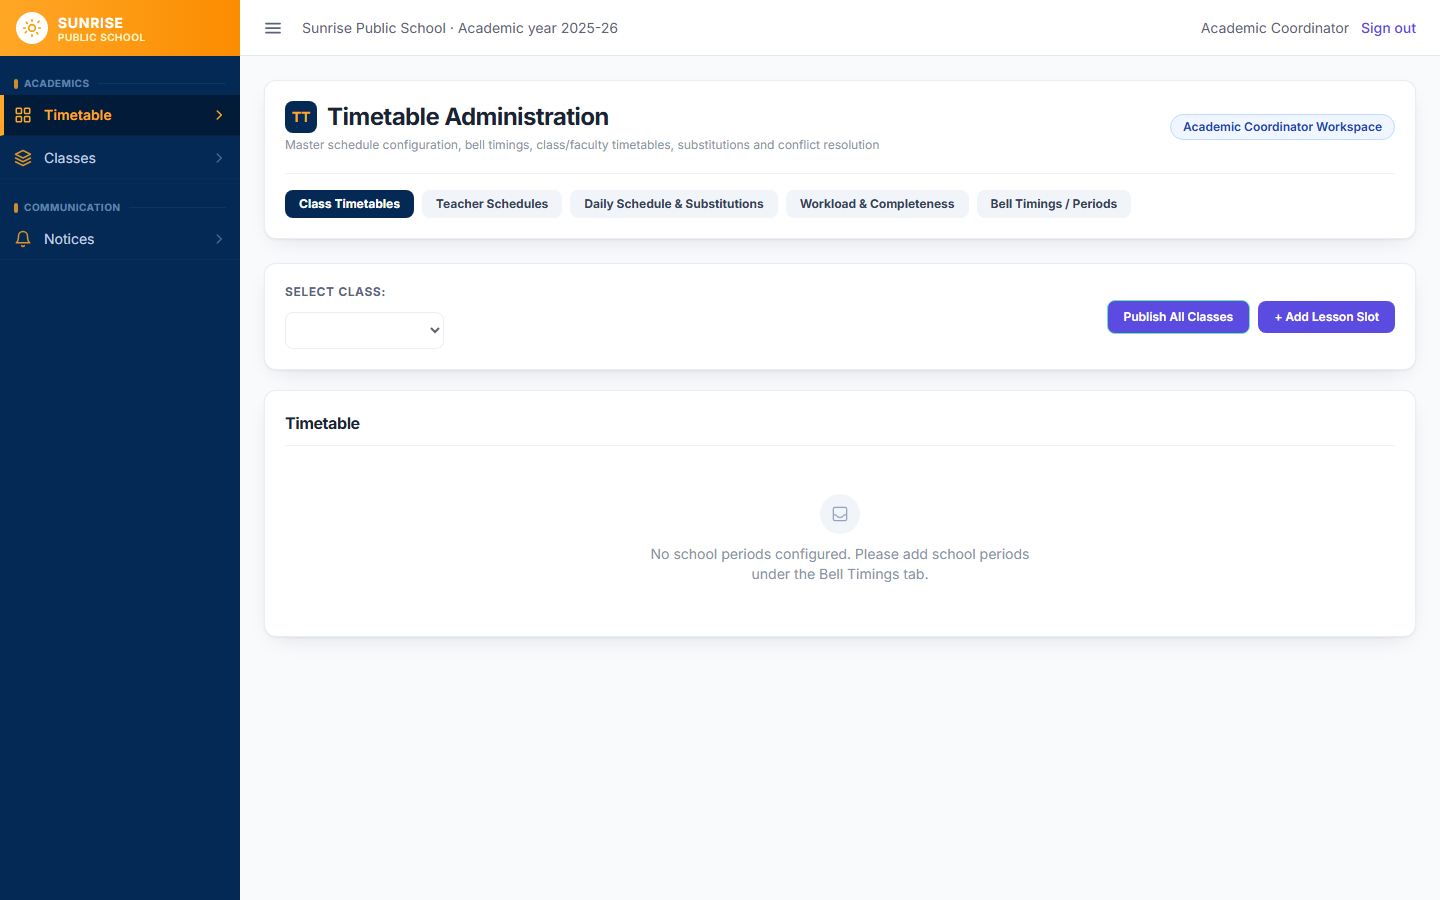 SUNRISE
PUBLIC SCHOOL
Sunrise Public School · Academic year 2025-26
Academic Coordinator
Sign out
ACADEMICS
Timetable
Classes
COMMUNICATION
Notices
TT
Timetable Administration
Master schedule configuration, bell timings, class/faculty timetables, substitutions and conflict resolution
Academic Coordinator Workspace
Class Timetables
Teacher Schedules
Daily Schedule & Substitutions
Workload & Completeness
Bell Timings / Periods
SELECT CLASS:
Publish All Classes
+ Add Lesson Slot
Timetable
No school periods configured. Please add school periods
under the Bell Timings tab.